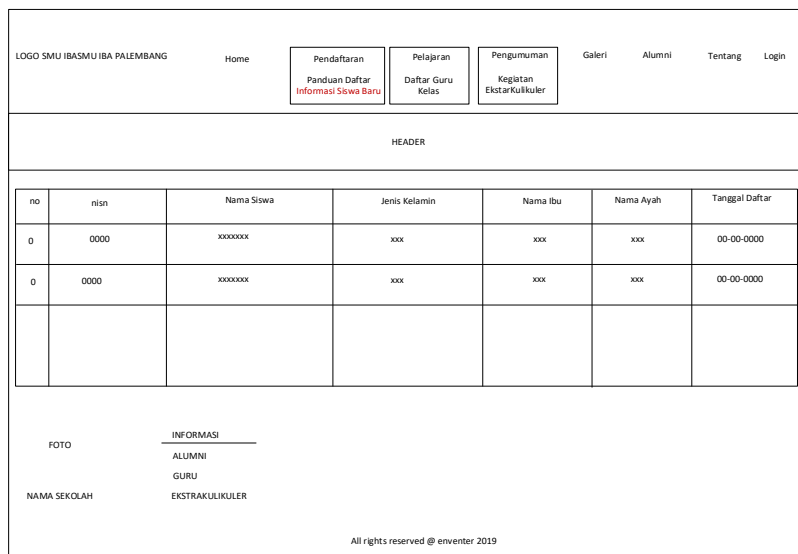 LOGO SMU IBASMU IBA PALEMBANG Home Pendaftaran Pelajaran Pengumuman Galeri Alumni Tentang Login
Panduan Daftar Daftar Guru Kegiatan
Informasi Siswa Baru Kelas EkstarKulikuler
HEADER
no nisn Nama Siswa Jenis Kelamin Nama Ibu Nama Ayah Tanggal Daftar
0 0000 xxxxxxx xxx xxx xxx 00-00-0000
0 0000 xxxxxxx xxx xxx xxx 00-00-0000
INFORMASI
FOTO
ALUMNI
GURU
NAMA SEKOLAH EKSTRAKULIKULER
All rights reserved @ enventer 2019